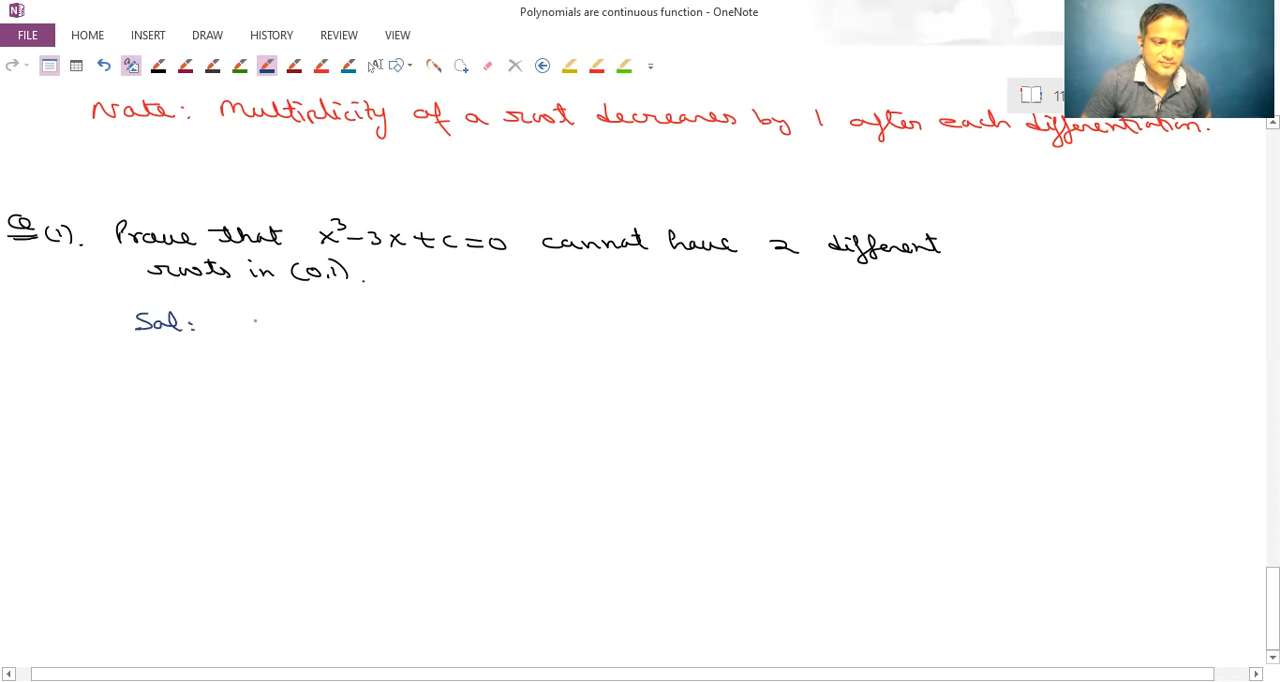 Polynomials are continuous function - OneNote
FILE HOME INSERT DRAW HISTORY REVIEW VIEW
11
Note: Multiplicity of a root decreases by 1 after each differentiation.
Q (1). Prove that x³-3x+c=0 cannot have 2 different
roots in (0,1).
Sol: